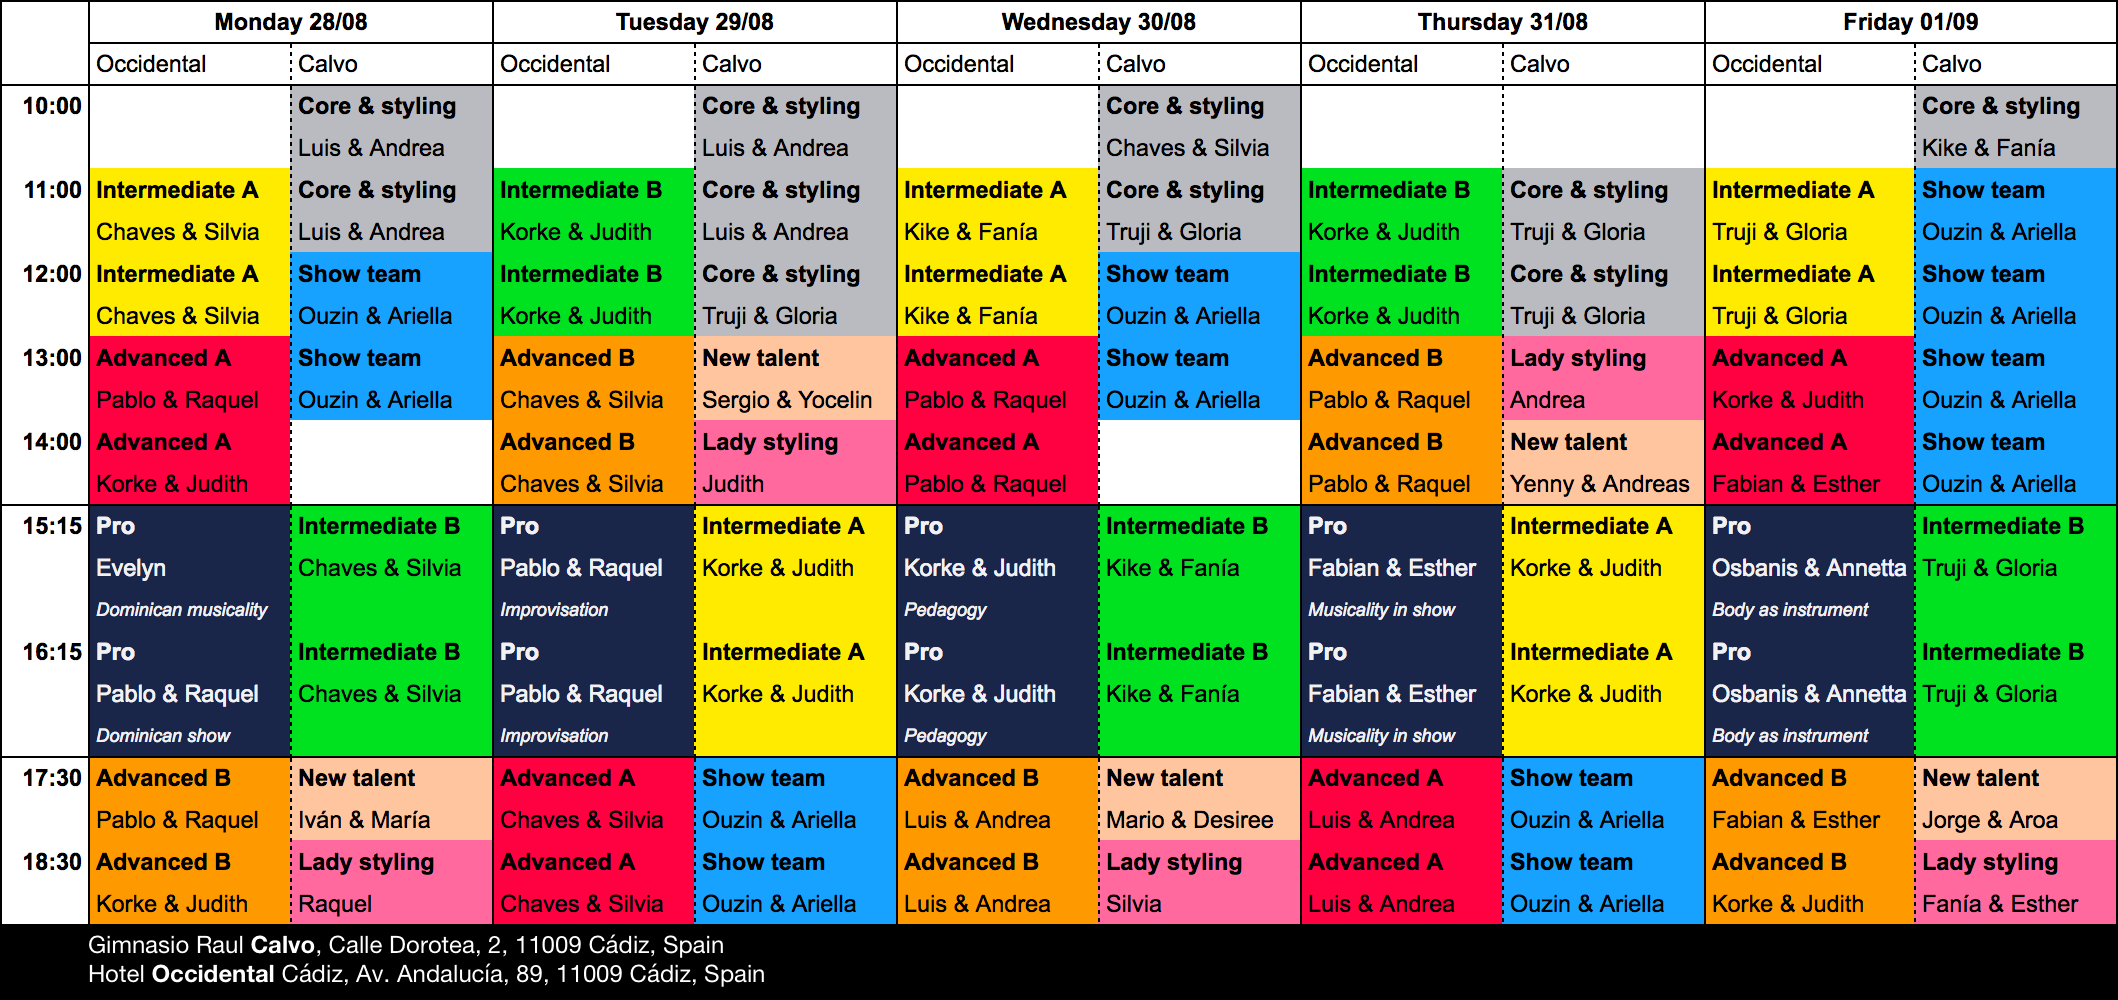 Monday 28/08 Tuesday 29/08 Wednesday 30/08 Thursday 31/08 Friday 01/09
Occidental Calvo Occidental Calvo Occidental Calvo Occidental Calvo Occidental Calvo
10:00 Core & styling Core & styling Core & styling Core & styling
Luis & Andrea Luis & Andrea Chaves & Silvia Kike & Fanía
11:00 Intermediate A Core & styling Intermediate B Core & styling Intermediate A Core & styling Intermediate B Core & styling Intermediate A Show team
Chaves & Silvia Luis & Andrea Korke & Judith Luis & Andrea Kike & Fanía Truji & Gloria Korke & Judith Truji & Gloria Truji & Gloria Ouzin & Ariella
12:00 Intermediate A Show team Intermediate B Core & styling Intermediate A Show team Intermediate B Core & styling Intermediate A Show team
Chaves & Silvia Ouzin & Ariella Korke & Judith Truji & Gloria Kike & Fanía Ouzin & Ariella Korke & Judith Truji & Gloria Truji & Gloria Ouzin & Ariella
13:00 Advanced A Show team Advanced B New talent Advanced A Show team Advanced B Lady styling Advanced A Show team
Pablo & Raquel Ouzin & Ariella Chaves & Silvia Sergio & Yocelin Pablo & Raquel Ouzin & Ariella Pablo & Raquel Andrea Korke & Judith Ouzin & Ariella
14:00 Advanced A Advanced B Lady styling Advanced A Advanced B New talent Advanced A Show team
Korke & Judith Chaves & Silvia Judith Pablo & Raquel Pablo & Raquel Yenny & Andreas Fabian & Esther Ouzin & Ariella
15:15 Pro Intermediate B Pro Intermediate A Pro Intermediate B Pro Intermediate A Pro Intermediate B
Evelyn Chaves & Silvia Pablo & Raquel Korke & Judith Korke & Judith Kike & Fanía Fabian & Esther Korke & Judith Osbanis & Annetta Truji & Gloria
Dominican musicality Improvisation Pedagogy Musicality in show Body as instrument
16:15 Pro Intermediate B Pro Intermediate A Pro Intermediate B Pro Intermediate A Pro Intermediate B
Pablo & Raquel Chaves & Silvia Pablo & Raquel Korke & Judith Korke & Judith Kike & Fanía Fabian & Esther Korke & Judith Osbanis & Annetta Truji & Gloria
Dominican show Improvisation Pedagogy Musicality in show Body as instrument
17:30 Advanced B New talent Advanced A Show team Advanced B New talent Advanced A Show team Advanced B New talent
Pablo & Raquel Iván & María Chaves & Silvia Ouzin & Ariella Luis & Andrea Mario & Desiree Luis & Andrea Ouzin & Ariella Fabian & Esther Jorge & Aroa
18:30 Advanced B Lady styling Advanced A Show team Advanced B Lady styling Advanced A Show team Advanced B Lady styling
Korke & Judith Raquel Chaves & Silvia Ouzin & Ariella Luis & Andrea Silvia Luis & Andrea Ouzin & Ariella Korke & Judith Fanía & Esther
Gimnasio Raul Calvo, Calle Dorotea, 2, 11009 Cádiz, Spain
Hotel Occidental Cádiz, Av. Andalucía, 89, 11009 Cádiz, Spain